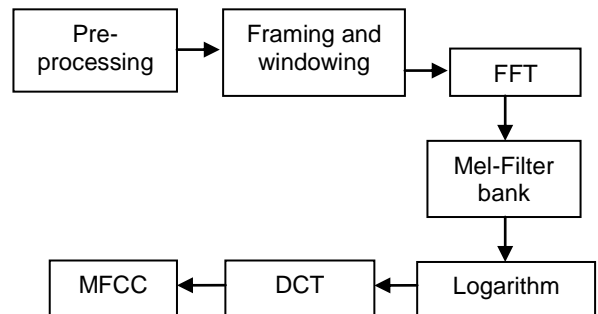 Pre-
processing
Framing and
windowing
FFT
Mel-Filter
bank
Logarithm
DCT
MFCC